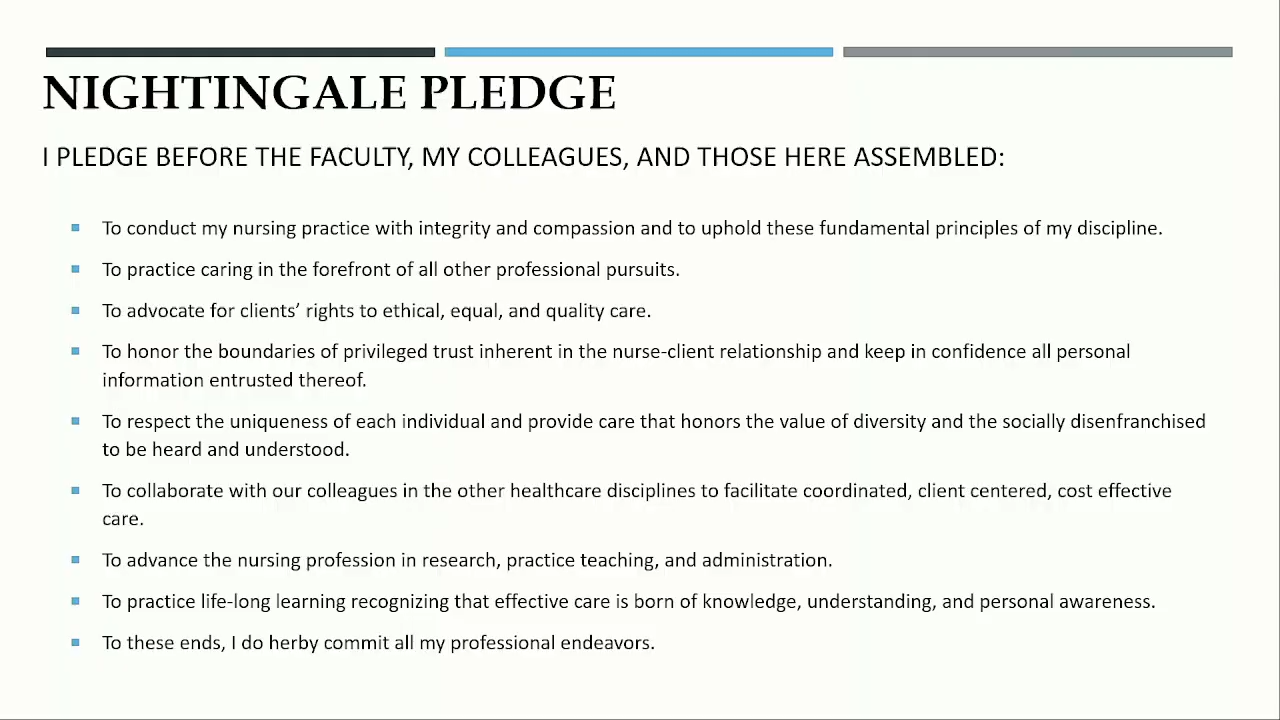 NIGHTINGALE PLEDGE
I PLEDGE BEFORE THE FACULTY, MY COLLEAGUES, AND THOSE HERE ASSEMBLED:
To conduct my nursing practice with integrity and compassion and to uphold these fundamental principles of my discipline.
To practice caring in the forefront of all other professional pursuits.
To advocate for clients’ rights to ethical, equal, and quality care.
To honor the boundaries of privileged trust inherent in the nurse-client relationship and keep in confidence all personal
information entrusted thereof.
To respect the uniqueness of each individual and provide care that honors the value of diversity and the socially disenfranchised
to be heard and understood.
To collaborate with our colleagues in the other healthcare disciplines to facilitate coordinated, client centered, cost effective
care.
To advance the nursing profession in research, practice teaching, and administration.
To practice life-long learning recognizing that effective care is born of knowledge, understanding, and personal awareness.
To these ends, I do herby commit all my professional endeavors.